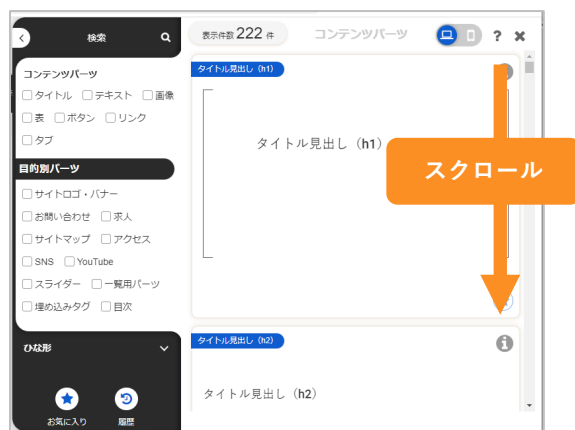 検索
表示件数 222 件
コンテンツパーツ
?
コンテンツパーツ
タイトル テキスト 画像
表 ボタン リンク
タブ
目的別パーツ
サイトロゴ・バナー
お問い合わせ 求人
サイトマップ アクセス
SNS YouTube
スライダー 一覧用パーツ
埋め込みタグ 目次
ひな形
お気に入り 履歴
タイトル見出し（h1）
タイトル見出し（h1）
スクロール
タイトル見出し（h2）
タイトル見出し（h2）